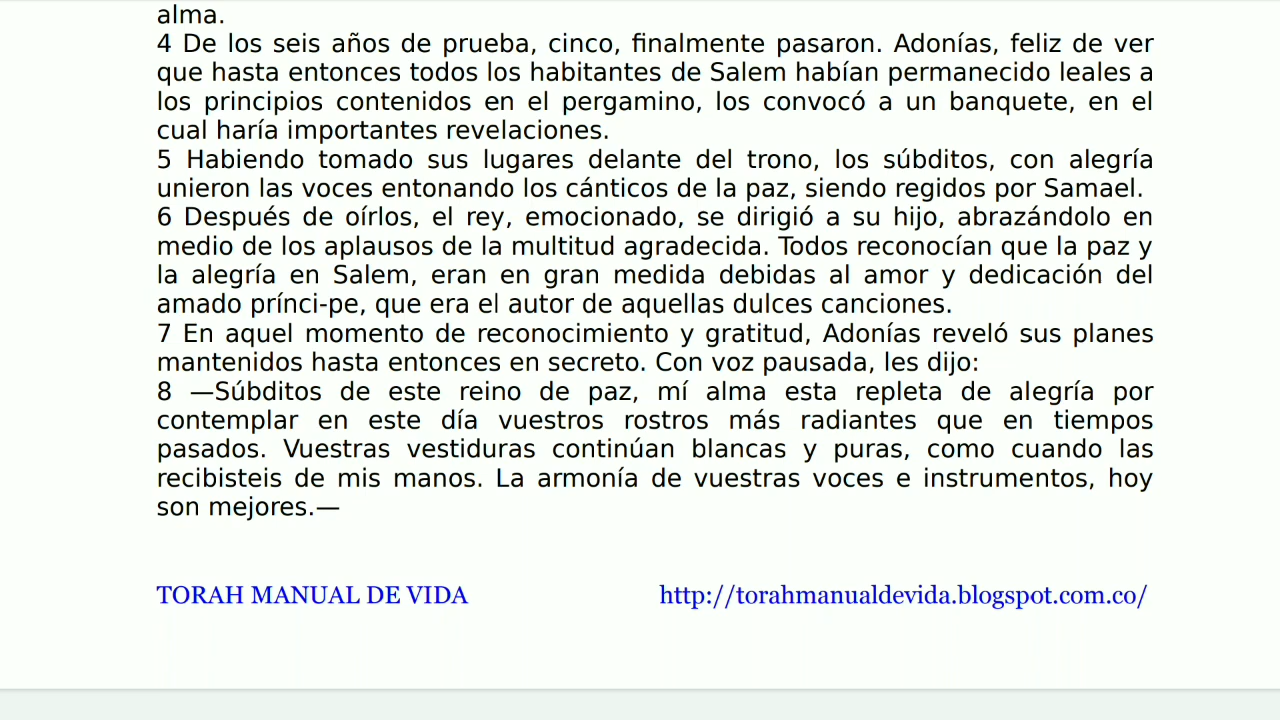 alma.
4 De los seis años de prueba, cinco, finalmente pasaron. Adonías, feliz de ver
que hasta entonces todos los habitantes de Salem habían permanecido leales a
los principios contenidos en el pergamino, los convocó a un banquete, en el
cual haría importantes revelaciones.
5 Habiendo tomado sus lugares delante del trono, los súbditos, con alegría
unieron las voces entonando los cánticos de la paz, siendo regidos por Samael.
6 Después de oírlos, el rey, emocionado, se dirigió a su hijo, abrazándolo en
medio de los aplausos de la multitud agradecida. Todos reconocían que la paz y
la alegría en Salem, eran en gran medida debidas al amor y dedicación del
amado prínci-pe, que era el autor de aquellas dulces canciones.
7 En aquel momento de reconocimiento y gratitud, Adonías reveló sus planes
mantenidos hasta entonces en secreto. Con voz pausada, les dijo:
8 —Súbditos de este reino de paz, mí alma esta repleta de alegría por
contemplar en este día vuestros rostros más radiantes que en tiempos
pasados. Vuestras vestiduras continúan blancas y puras, como cuando las
recibisteis de mis manos. La armonía de vuestras voces e instrumentos, hoy
son mejores.—
TORAH MANUAL DE VIDA http://torahmanualdevida.blogspot.com.co/